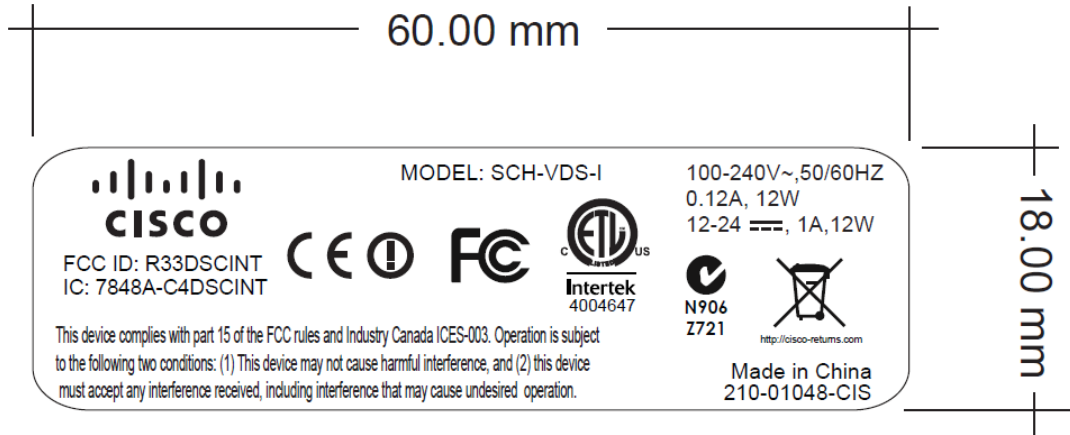 60.00 mm
18.00 mm
CISCO
MODEL: SCH-VDS-I
100-240V~,50/60HZ
0.12A, 12W
12-24 ⎓, 1A,12W
FCC ID: R33DSCINT
IC: 7848A-C4DSCINT
CE
FC
C ETL US
LISTED
Intertek
4004647
N906
Z721
http://cisco-returns.com
This device complies with part 15 of the FCC rules and Industry Canada ICES-003. Operation is subject
to the following two conditions: (1) This device may not cause harmful interference, and (2) this device
must accept any interference received, including interference that may cause undesired operation.
Made in China
210-01048-CIS